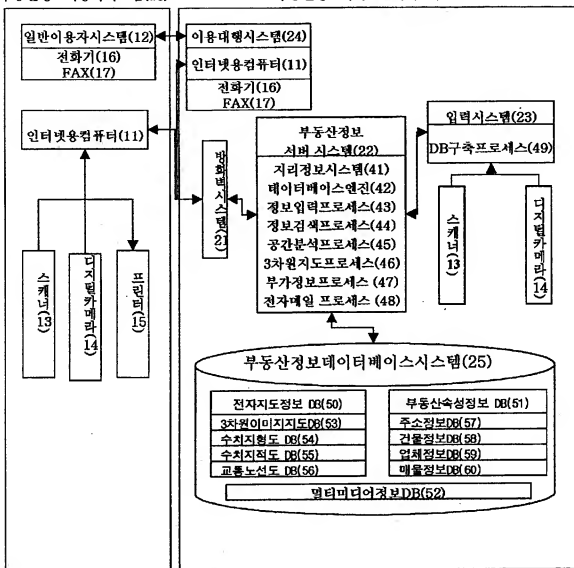 일반이용자시스템(12)
전화기(16)
FAX(17)
인터넷용컴퓨터(11)
스캐너(13)
디지털카메라(14)
프린터(15)
이용대행시스템(24)
인터넷용컴퓨터(11)
전화기(16)
FAX(17)
방화벽시스템(21)
부동산정보
서버 시스템(22)
지리정보시스템(41)
데이터베이스엔진(42)
정보입력프로세스(43)
정보검색프로세스(44)
공간분석프로세스(45)
3차원지도프로세스(46)
부가정보프로세스 (47)
전자메일 프로세스 (48)
입력시스템(23)
DB구축프로세스(49)
스캐너(13)
디지털카메라(14)
부동산정보데이터베이스시스템(25)
전자지도정보 DB(50)
3차원이미지지도DB(53)
수치지형도 DB(54)
수치지적도 DB(55)
교통노선도 DB(56)
부동산속성정보 DB(51)
주소정보DB(57)
건물정보DB(58)
업체정보DB(59)
매물정보DB(60)
멀티미디어정보DB(52)